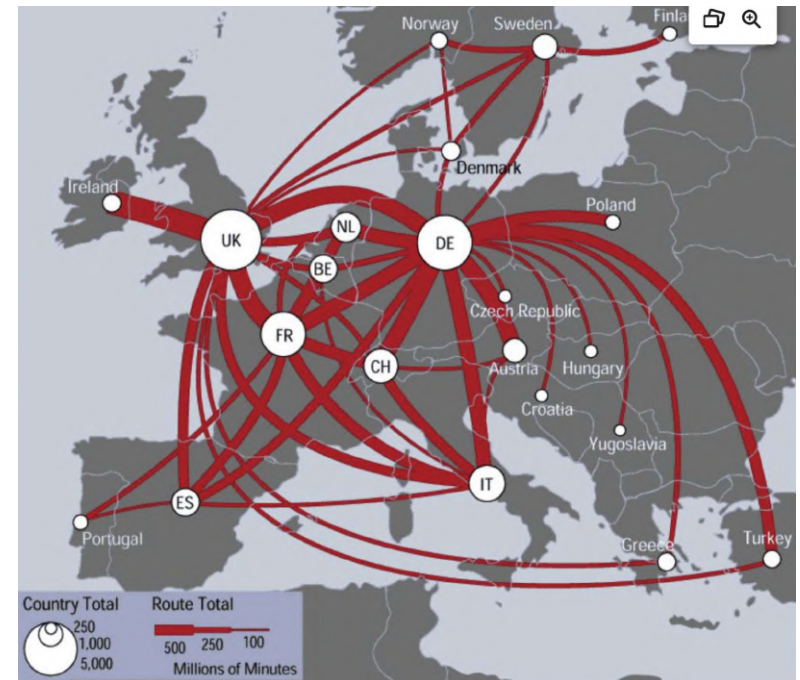 Norway
Sweden
Finla
Denmark
Ireland
Poland
UK
NL
DE
BE
Czech Republic
FR
CH
Austria
Hungary
Croatia
Yugoslavia
IT
ES
Portugal
Greece
Turkey
Country Total
250
1,000
5,000
Route Total
500 250 100
Millions of Minutes